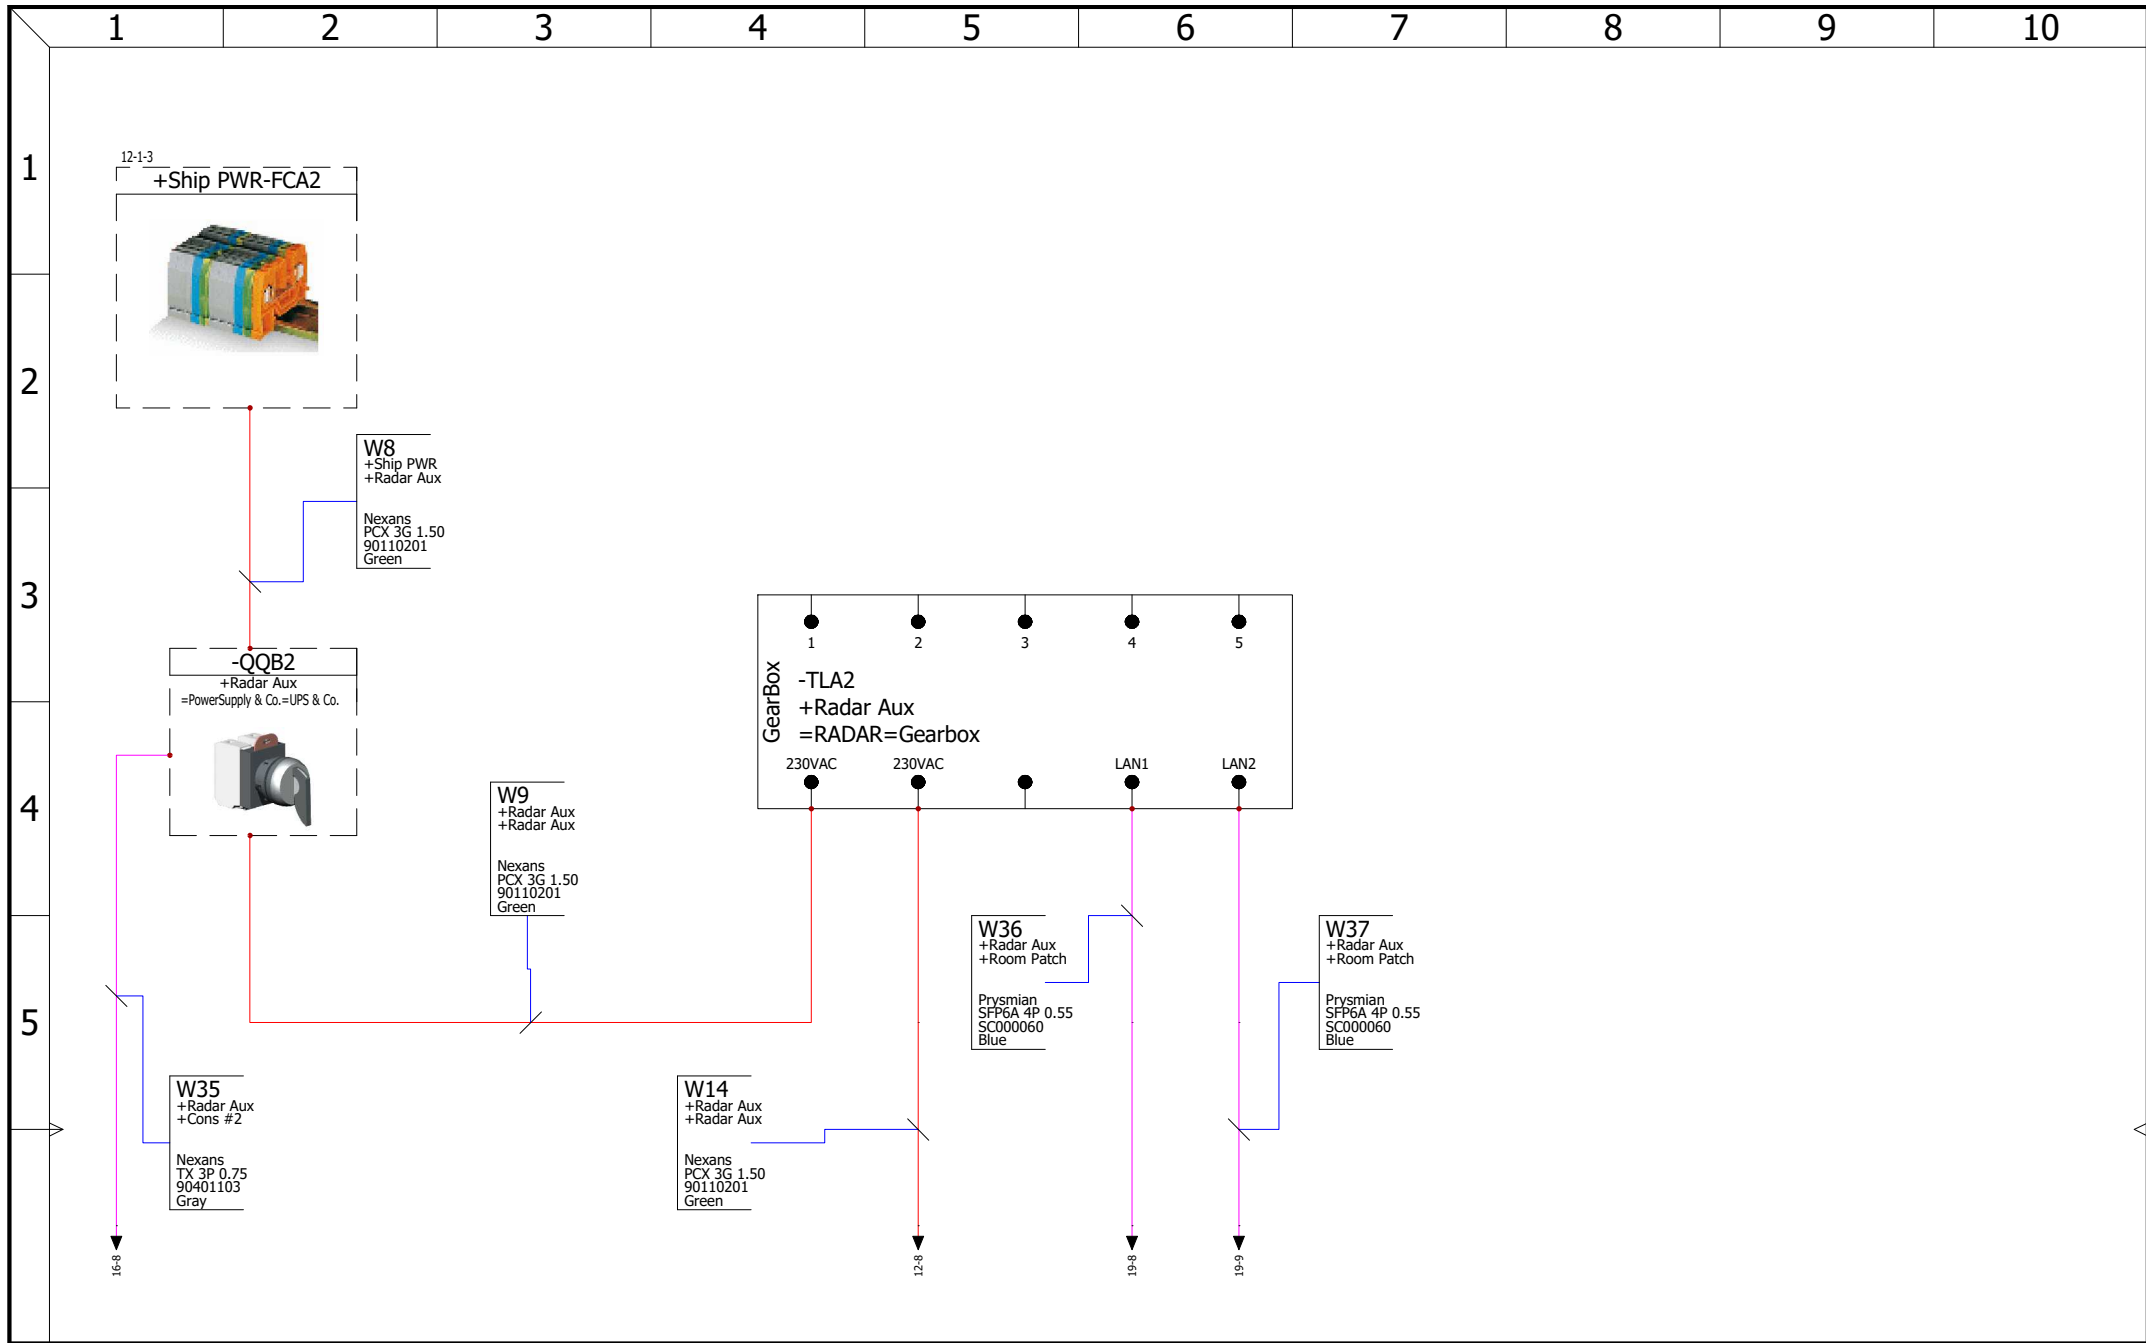 1 2 3 4 5 6 7 8 9 10
1
2
3
4
5
12-1-3
+Ship PWR-FCA2
W8
+Ship PWR
+Radar Aux
Nexans
PCX 3G 1.50
90110201
Green
-QQB2
+Radar Aux
=PowerSupply & Co.=UPS & Co.
1 2 3 4 5
GearBox
-TLA2
+Radar Aux
=RADAR=Gearbox
230VAC 230VAC LAN1 LAN2
W9
+Radar Aux
+Radar Aux
Nexans
PCX 3G 1.50
90110201
Green
W36
+Radar Aux
+Room Patch
Prysmian
SFP6A 4P 0.55
SC000060
Blue
W37
+Radar Aux
+Room Patch
Prysmian
SFP6A 4P 0.55
SC000060
Blue
W35
+Radar Aux
+Cons #2
Nexans
TX 3P 0.75
90401103
Gray
W14
+Radar Aux
+Radar Aux
Nexans
PCX 3G 1.50
90110201
Green
16-8
12-8
19-8
19-9